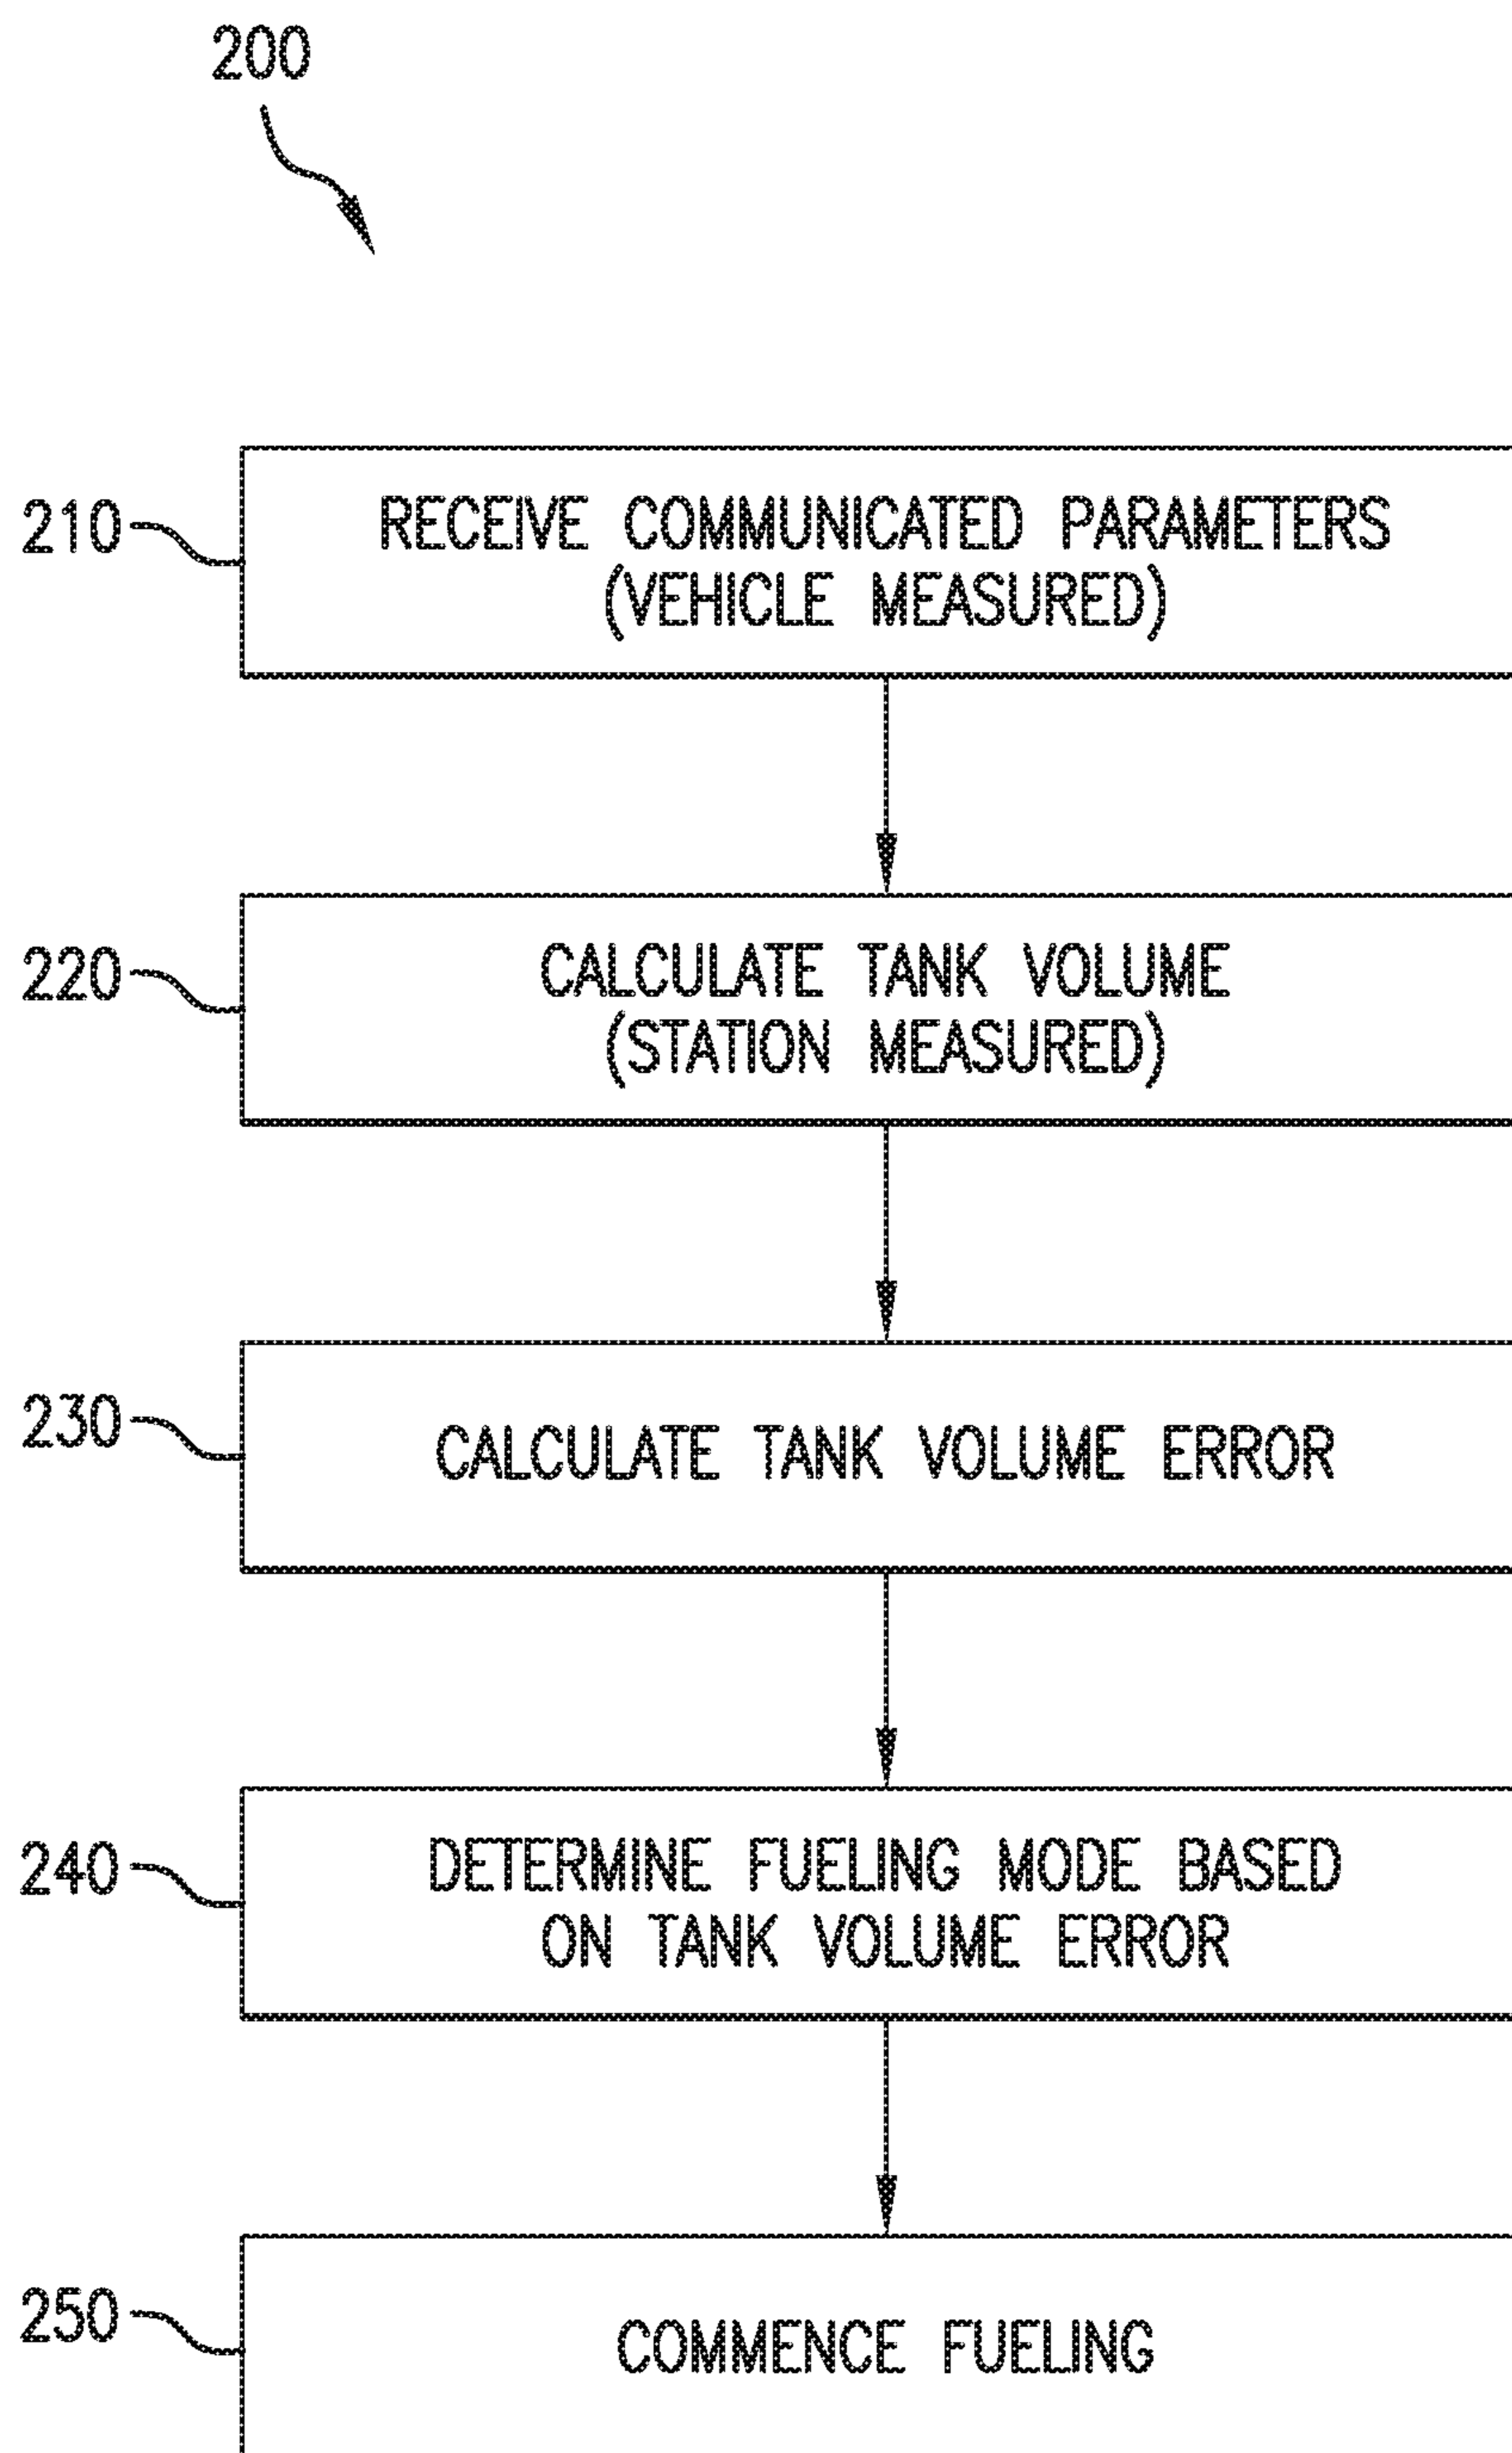 200
210
RECEIVE COMMUNICATED PARAMETERS
(VEHICLE MEASURED)
220
CALCULATE TANK VOLUME
(STATION MEASURED)
230
CALCULATE TANK VOLUME ERROR
240
DETERMINE FUELING MODE BASED
ON TANK VOLUME ERROR
250
COMMENCE FUELING